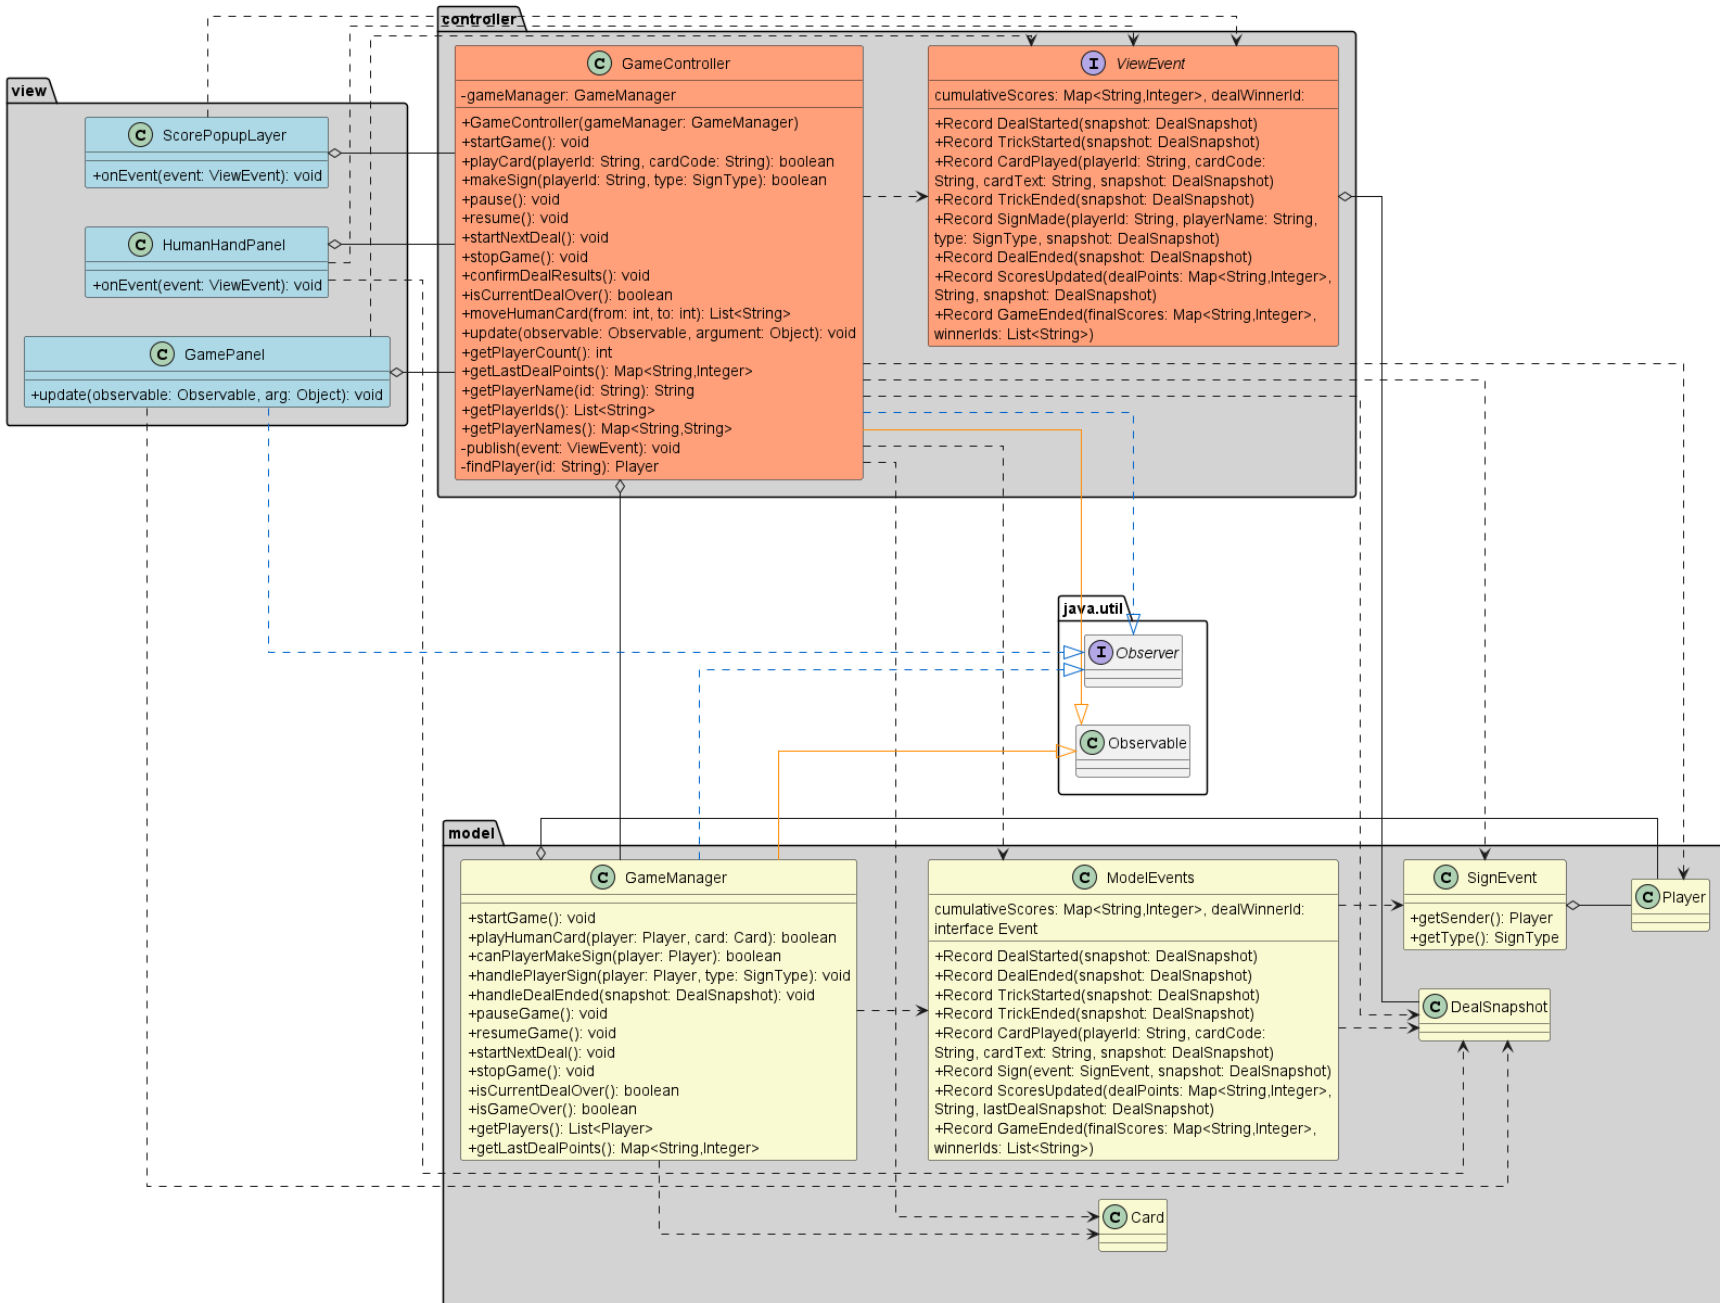 controller
C GameController
-gameManager: GameManager
+GameController(gameManager: GameManager)
+startGame(): void
+playCard(playerId: String, cardCode: String): boolean
+makeSign(playerId: String, type: SignType): boolean
+pause(): void
+resume(): void
+startNextDeal(): void
+stopGame(): void
+confirmDealResults(): void
+isCurrentDealOver(): boolean
+moveHumanCard(from: int, to: int): List<String>
+update(observable: Observable, argument: Object): void
+getPlayerCount(): int
+getLastDealPoints(): Map<String,Integer>
+getPlayerName(id: String): String
+getPlayerIds(): List<String>
+getPlayerNames(): Map<String,String>
-publish(event: ViewEvent): void
-findPlayer(id: String): Player
I ViewEvent
cumulativeScores: Map<String,Integer>, dealWinnerId:
+Record DealStarted(snapshot: DealSnapshot)
+Record TrickStarted(snapshot: DealSnapshot)
+Record CardPlayed(playerId: String, cardCode:
String, cardText: String, snapshot: DealSnapshot)
+Record TrickEnded(snapshot: DealSnapshot)
+Record SignMade(playerId: String, playerName: String,
type: SignType, snapshot: DealSnapshot)
+Record DealEnded(snapshot: DealSnapshot)
+Record ScoresUpdated(dealPoints: Map<String,Integer>,
String, snapshot: DealSnapshot)
+Record GameEnded(finalScores: Map<String,Integer>,
winnerIds: List<String>)
view
C ScorePopupLayer
+onEvent(event: ViewEvent): void
C HumanHandPanel
+onEvent(event: ViewEvent): void
C GamePanel
+update(observable: Observable, arg: Object): void
java.util
I Observer
C Observable
model
C GameManager
+startGame(): void
+playHumanCard(player: Player, card: Card): boolean
+canPlayerMakeSign(player: Player): boolean
+handlePlayerSign(player: Player, type: SignType): void
+handleDealEnded(snapshot: DealSnapshot): void
+pauseGame(): void
+resumeGame(): void
+startNextDeal(): void
+stopGame(): void
+isCurrentDealOver(): boolean
+isGameOver(): boolean
+getPlayers(): List<Player>
+getLastDealPoints(): Map<String,Integer>
C ModelEvents
cumulativeScores: Map<String,Integer>, dealWinnerId:
interface Event
+Record DealStarted(snapshot: DealSnapshot)
+Record DealEnded(snapshot: DealSnapshot)
+Record TrickStarted(snapshot: DealSnapshot)
+Record TrickEnded(snapshot: DealSnapshot)
+Record CardPlayed(playerId: String, cardCode:
String, cardText: String, snapshot: DealSnapshot)
+Record Sign(event: SignEvent, snapshot: DealSnapshot)
+Record ScoresUpdated(dealPoints: Map<String,Integer>,
String, lastDealSnapshot: DealSnapshot)
+Record GameEnded(finalScores: Map<String,Integer>,
winnerIds: List<String>)
C SignEvent
+getSender(): Player
+getType(): SignType
C Player
C DealSnapshot
C Card